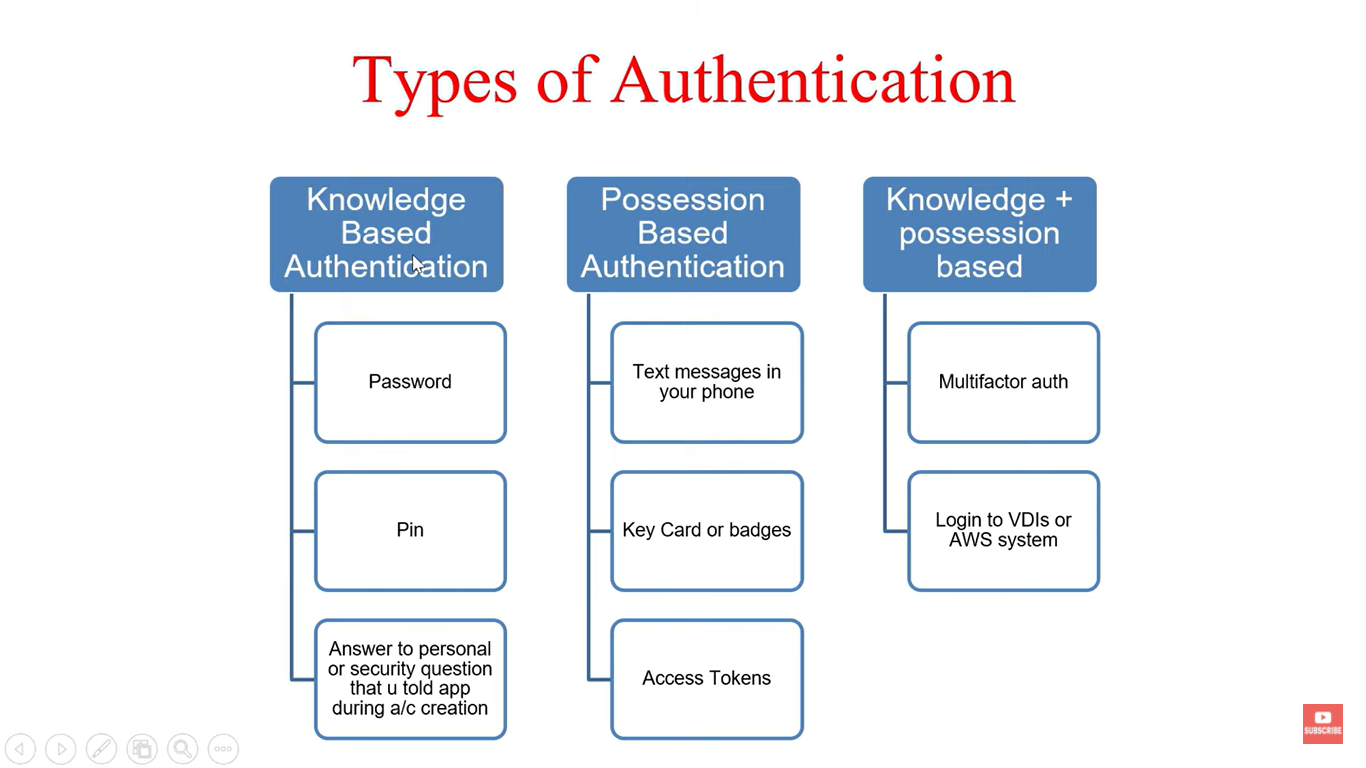 Types of Authentication
Knowledge
Based
Authentication
Password
Pin
Answer to personal
or security question
that u told app
during a/c creation
Possession
Based
Authentication
Text messages in
your phone
Key Card or badges
Access Tokens
Knowledge +
possession
based
Multifactor auth
Login to VDIs or
AWS system
SUBSCRIBE